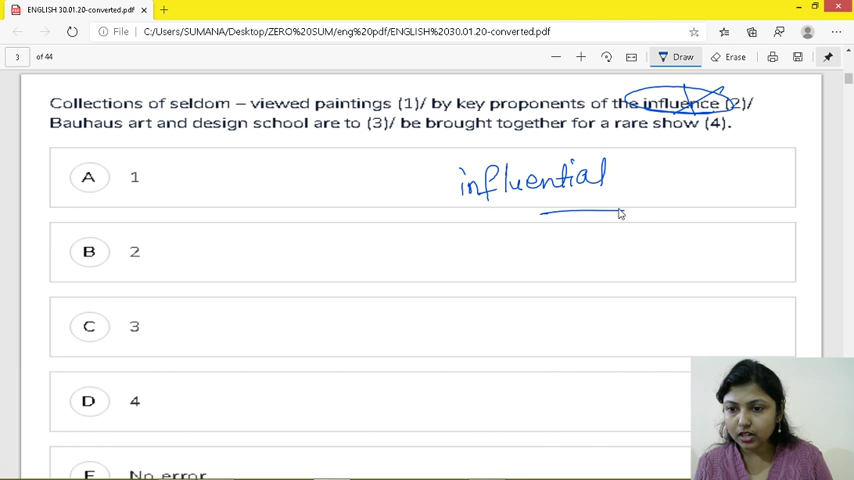 ENGLISH 30.01.20-converted.pdf
File
C:/Users/SUMANA/Desktop/ZERO%20SUM/eng%20pdf/ENGLISH%2030.01.20-converted.pdf
3 of 44
Draw
Erase
Collections of seldom – viewed paintings (1)/ by key proponents of the influence (2)/
Bauhaus art and design school are to (3)/ be brought together for a rare show (4).
influential
A 1
B 2
C 3
D 4
E No error